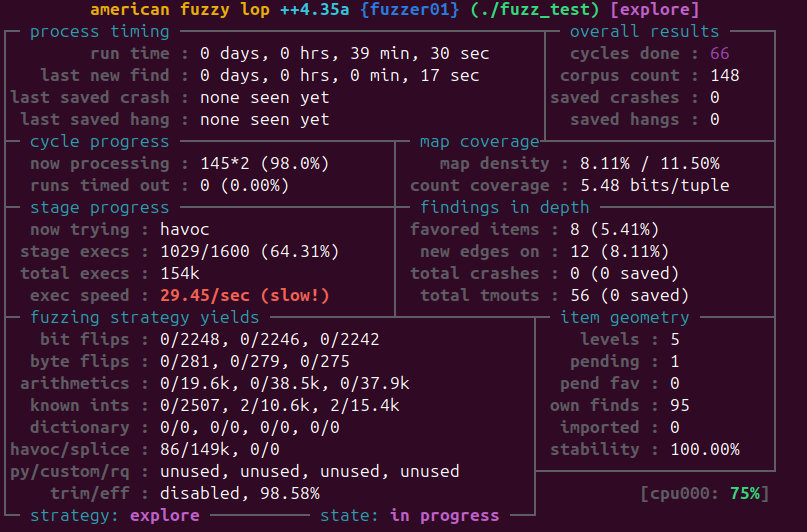 american fuzzy lop ++4.35a {fuzzer01} (./fuzz_test) [explore]
process timing overall results
run time : 0 days, 0 hrs, 39 min, 30 sec cycles done : 66
last new find : 0 days, 0 hrs, 0 min, 17 sec corpus count : 148
last saved crash : none seen yet saved crashes : 0
last saved hang : none seen yet saved hangs : 0
cycle progress map coverage
now processing : 145*2 (98.0%) map density : 8.11% / 11.50%
runs timed out : 0 (0.00%) count coverage : 5.48 bits/tuple
stage progress findings in depth
now trying : havoc favored items : 8 (5.41%)
stage execs : 1029/1600 (64.31%) new edges on : 12 (8.11%)
total execs : 154k total crashes : 0 (0 saved)
exec speed : 29.45/sec (slow!) total tmouts : 56 (0 saved)
fuzzing strategy yields item geometry
bit flips : 0/2248, 0/2246, 0/2242 levels : 5
byte flips : 0/281, 0/279, 0/275 pending : 1
arithmetics : 0/19.6k, 0/38.5k, 0/37.9k pend fav : 0
known ints : 0/2507, 2/10.6k, 2/15.4k own finds : 95
dictionary : 0/0, 0/0, 0/0, 0/0 imported : 0
havoc/splice : 86/149k, 0/0 stability : 100.00%
py/custom/rq : unused, unused, unused, unused
trim/eff : disabled, 98.58% [cpu000: 75%]
strategy: explore state: in progress